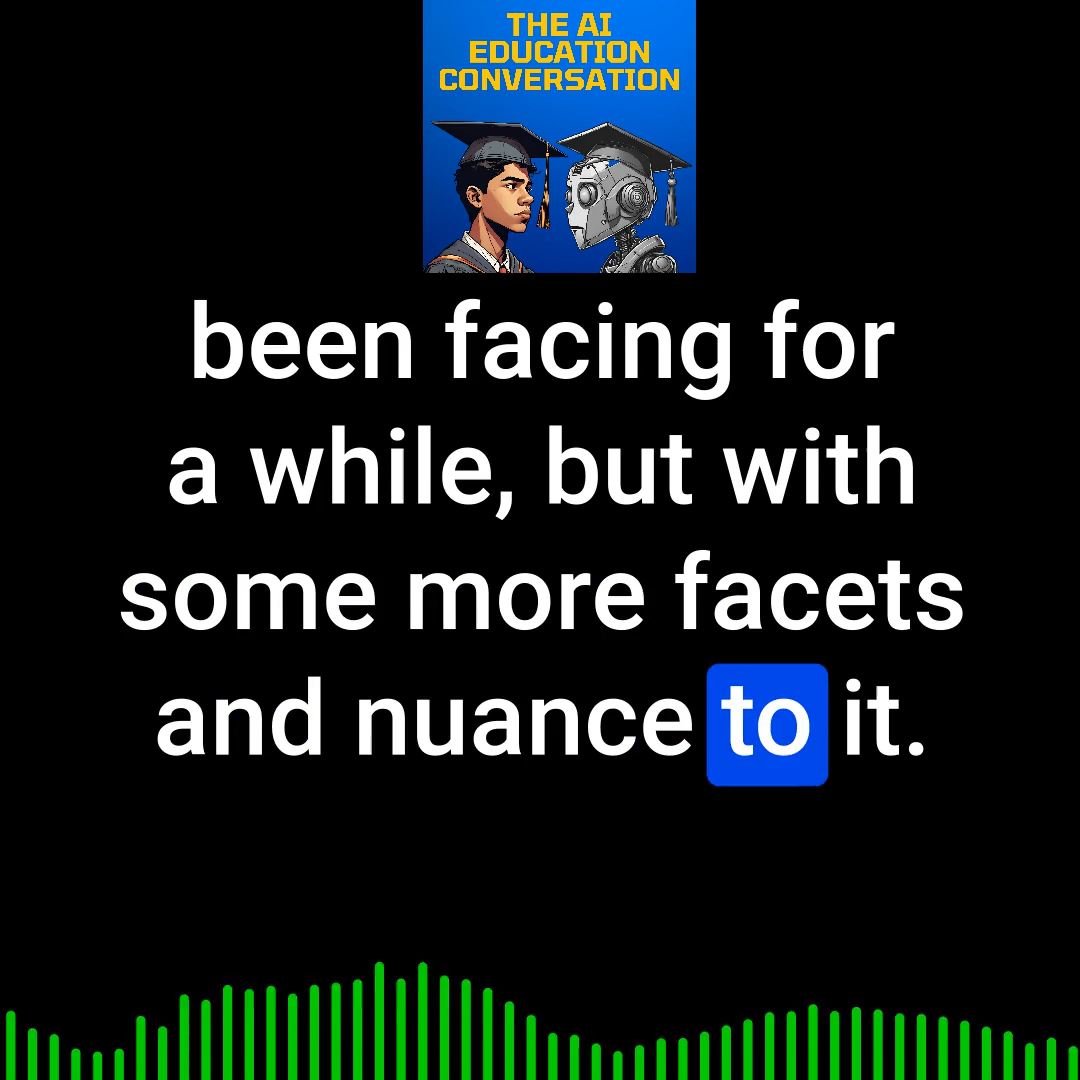 THE AI
EDUCATION
CONVERSATION
been facing for
a while, but with
some more facets
and nuance to it.